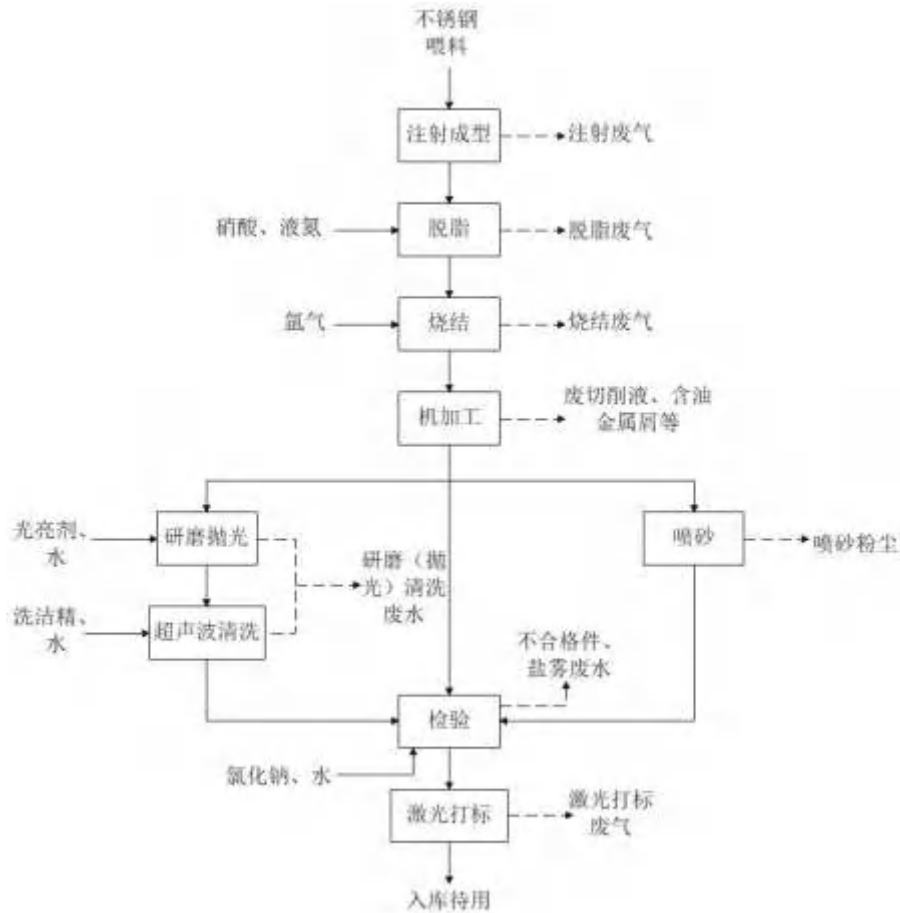 不锈钢
喂料
注射成型
注射废气
硝酸、液氮
脱脂
脱脂废气
氩气
烧结
烧结废气
机加工
废切削液、含油
金属屑等
光亮剂、
水
研磨抛光
研磨（抛
光）清洗
废水
喷砂
喷砂粉尘
洗洁精、
水
超声波清洗
不合格件、
盐雾废水
检验
氯化钠、水
激光打标
激光打标
废气
入库待用